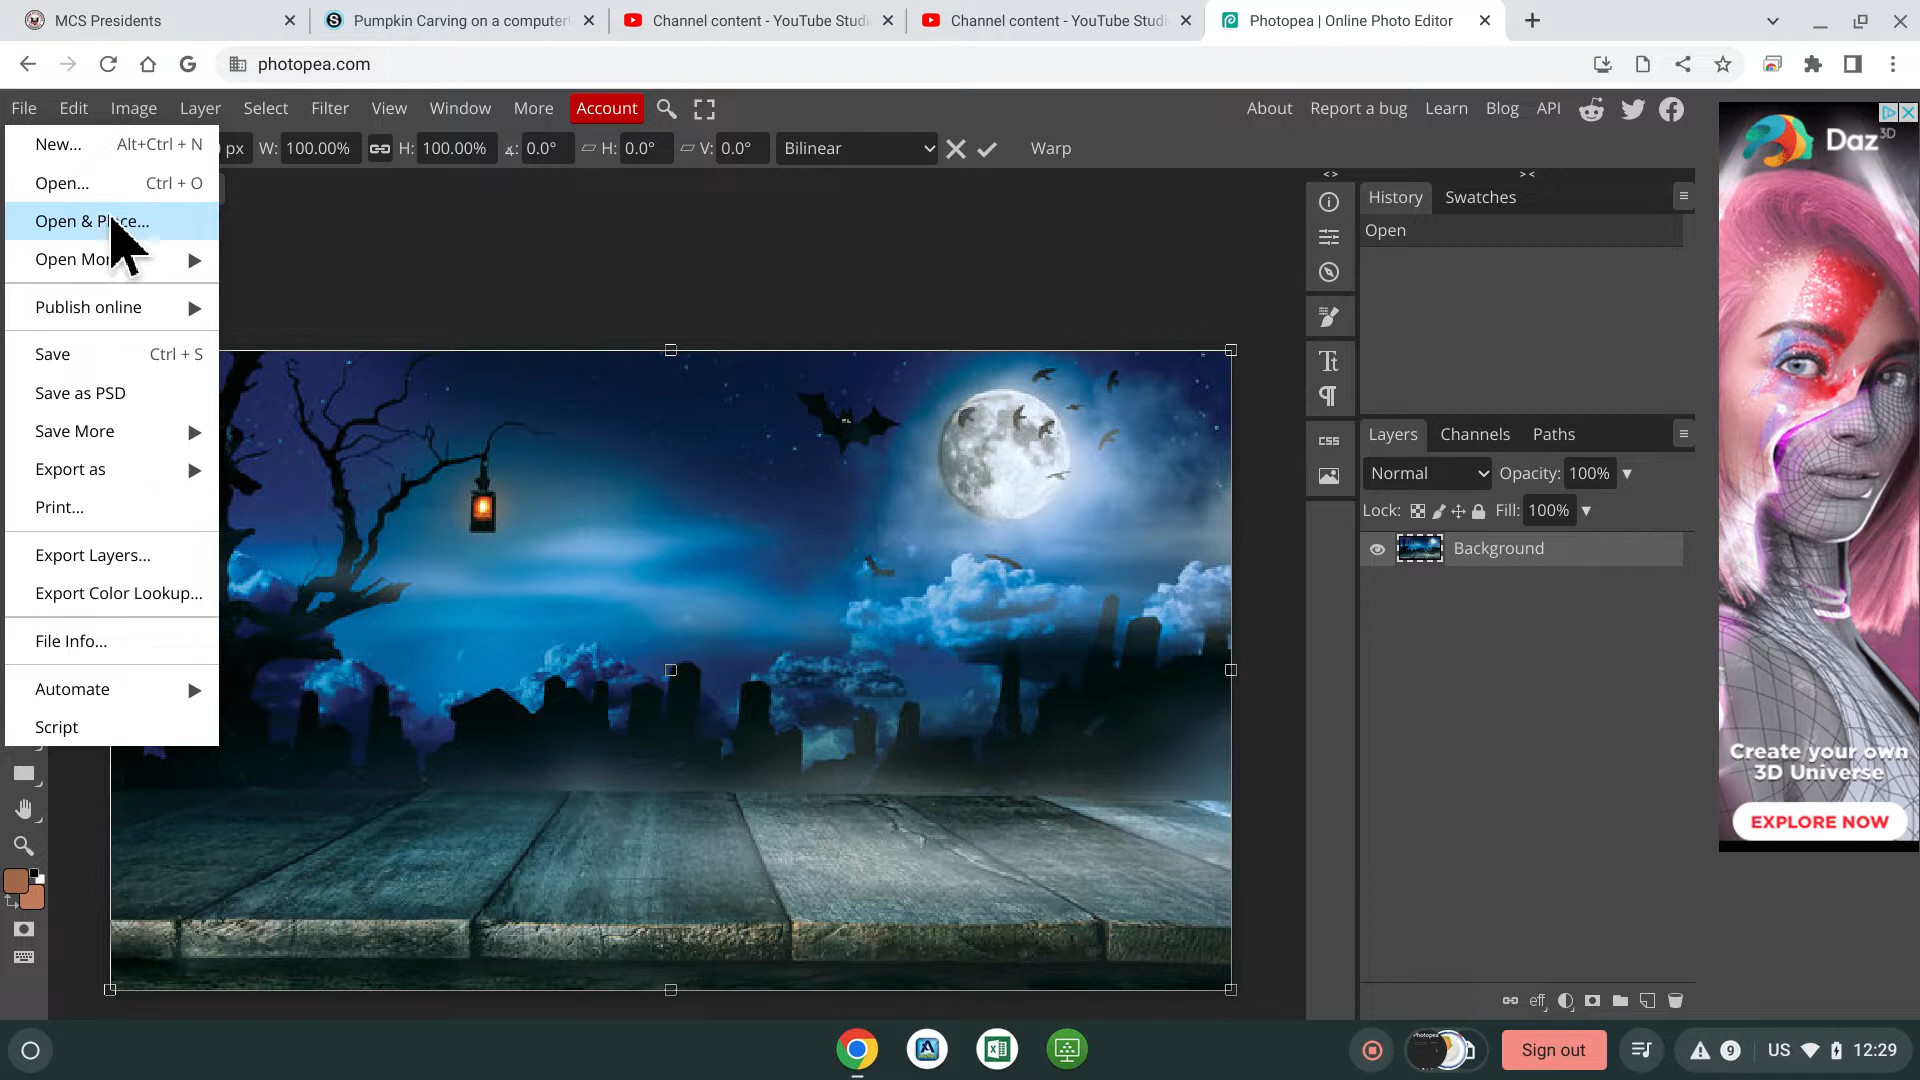 MCS Presidents
Pumpkin Carving on a computer
Channel content - YouTube Studi
Channel content - YouTube Studi
Photopea | Online Photo Editor
photopea.com
File Edit Image Layer Select Filter View Window More Account
About Report a bug Learn Blog API
px W: 100.00% H: 100.00% 0.0° H: 0.0° V: 0.0° Bilinear Warp
New... Alt+Ctrl + N
Open... Ctrl + O
Open & Place...
Open Mor
Publish online
Save Ctrl + S
Save as PSD
Save More
Export as
Print...
Export Layers...
Export Color Lookup...
File Info...
Automate
Script
History Swatches
Open
CSS
Layers Channels Paths
Normal Opacity: 100%
Lock: Fill: 100%
Background
eff
Daz3D
Create your own
3D Universe
EXPLORE NOW
Sign out
9
US
12:29